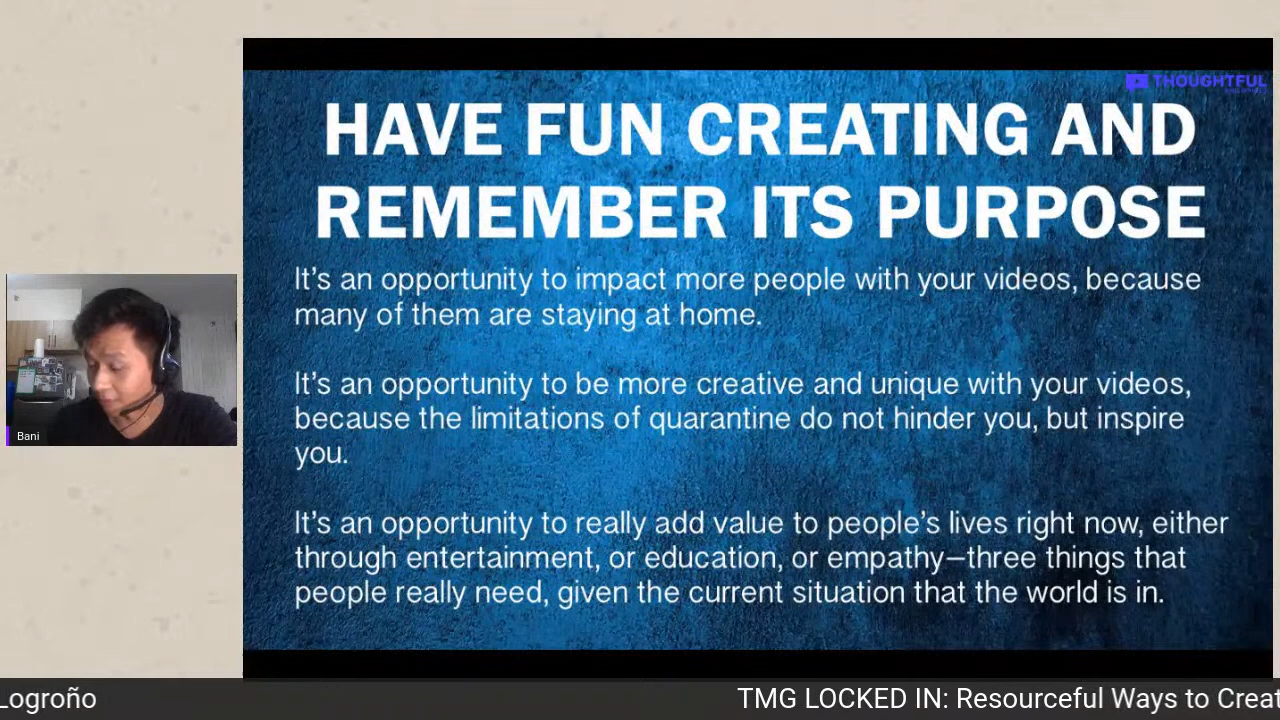 THOUGHTFUL
HAVE FUN CREATING AND
REMEMBER ITS PURPOSE
It’s an opportunity to impact more people with your videos, because
many of them are staying at home.
It’s an opportunity to be more creative and unique with your videos,
because the limitations of quarantine do not hinder you, but inspire
you.
It’s an opportunity to really add value to people’s lives right now, either
through entertainment, or education, or empathy—three things that
people really need, given the current situation that the world is in.
Bani
Logroño
TMG LOCKED IN: Resourceful Ways to Creat